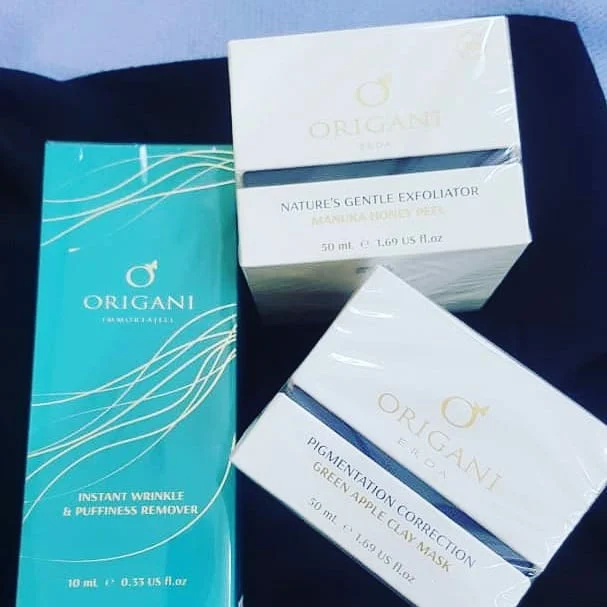 ORIGANI
ERDA
NATURE'S GENTLE EXFOLIATOR
MANUKA HONEY PEEL
50 mL ℮ 1.69 US fl.oz
ORIGANI
INSTANT WRINKLE
& PUFFINESS REMOVER
10 mL ℮ 0.33 US fl.oz
ORIGANI
ERDA
PIGMENTATION CORRECTION
GREEN APPLE CLAY MASK
50 mL ℮ 1.69 US fl.oz